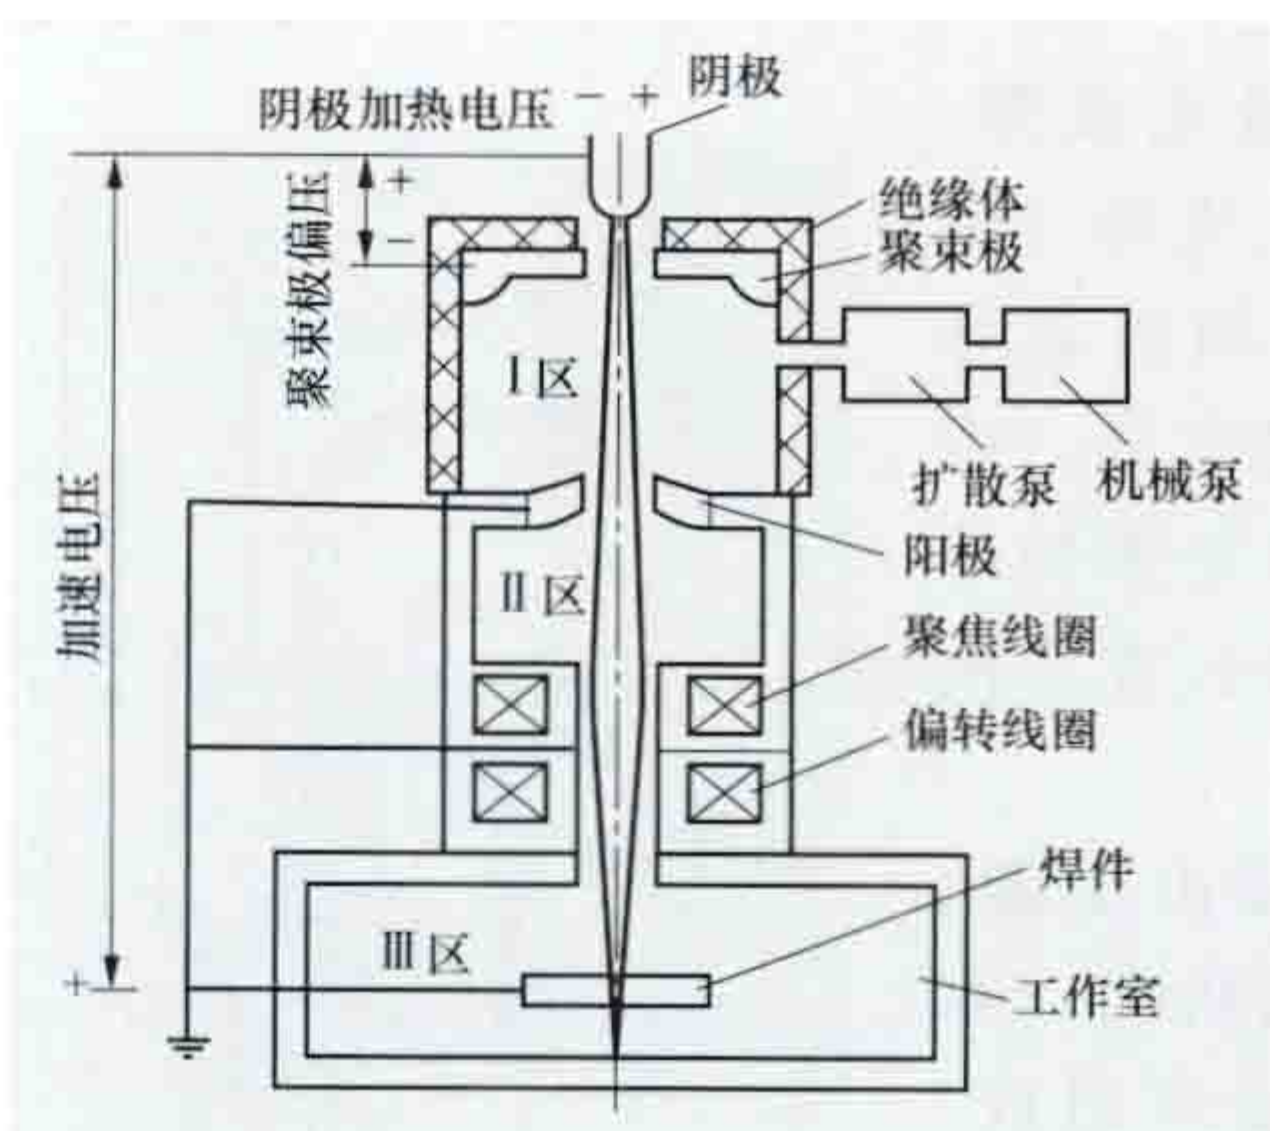 阴极加热电压
− +
阴极
+
−
聚束极偏压
绝缘体
聚束极
Ⅰ区
扩散泵
机械泵
加速电压
阳极
Ⅱ区
聚焦线圈
偏转线圈
焊件
Ⅲ区
+
工作室